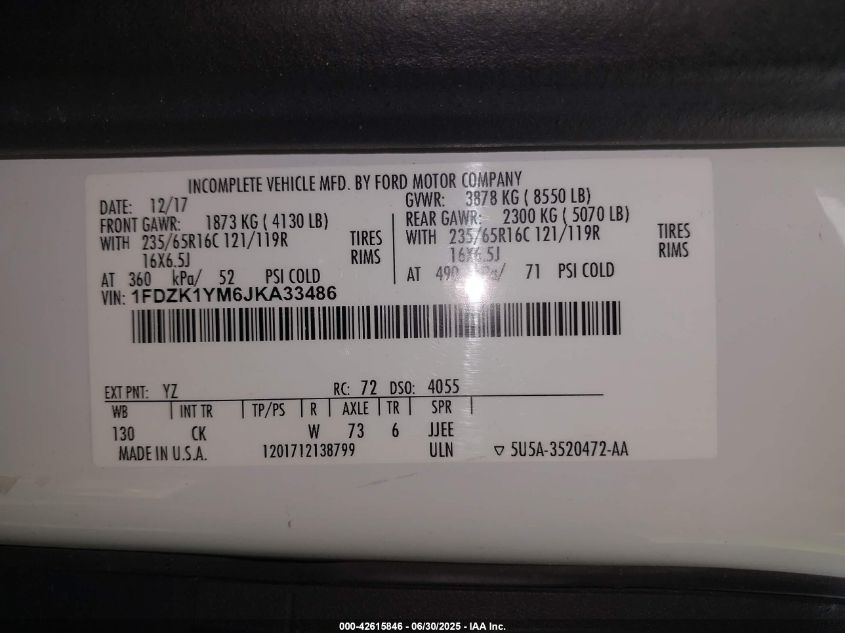 INCOMPLETE VEHICLE MFD. BY FORD MOTOR COMPANY
DATE: 12/17 GVWR: 3878 KG ( 8550 LB)
FRONT GAWR: 1873 KG ( 4130 LB) REAR GAWR: 2300 KG ( 5070 LB)
WITH 235/65R16C 121/119R TIRES WITH 235/65R16C 121/119R TIRES
16X6.5J RIMS 16X6.5J RIMS
AT 360 kPa/ 52 PSI COLD AT 490 kPa/ 71 PSI COLD
VIN: 1FDZK1YM6JKA33486
EXT PNT: YZ RC: 72 DSO: 4055
WB INT TR TP/PS R AXLE TR SPR
130 CK W 73 6 JJEE
MADE IN U.S.A. 1201712138799 ULN ▽ 5U5A-3520472-AA
000-42615846 - 06/30/2025 - IAA Inc.